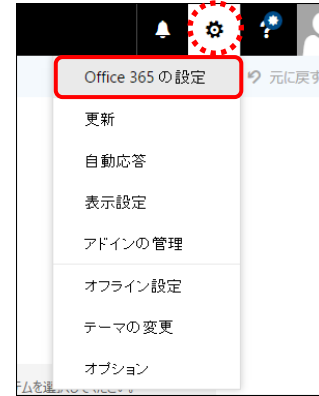 Office 365 の設定
元に戻す
更新
自動応答
表示設定
アドインの管理
オフライン設定
テーマの変更
オプション